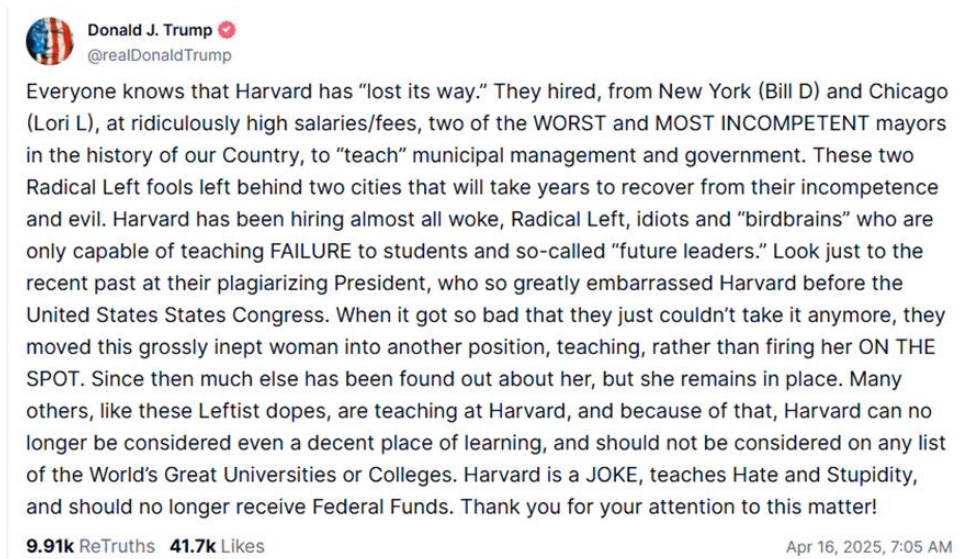 Donald J. Trump
@realDonaldTrump
Everyone knows that Harvard has “lost its way.” They hired, from New York (Bill D) and Chicago
(Lori L), at ridiculously high salaries/fees, two of the WORST and MOST INCOMPETENT mayors
in the history of our Country, to “teach” municipal management and government. These two
Radical Left fools left behind two cities that will take years to recover from their incompetence
and evil. Harvard has been hiring almost all woke, Radical Left, idiots and “birdbrains” who are
only capable of teaching FAILURE to students and so-called “future leaders.” Look just to the
recent past at their plagiarizing President, who so greatly embarrassed Harvard before the
United States States Congress. When it got so bad that they just couldn’t take it anymore, they
moved this grossly inept woman into another position, teaching, rather than firing her ON THE
SPOT. Since then much else has been found out about her, but she remains in place. Many
others, like these Leftist dopes, are teaching at Harvard, and because of that, Harvard can no
longer be considered even a decent place of learning, and should not be considered on any list
of the World’s Great Universities or Colleges. Harvard is a JOKE, teaches Hate and Stupidity,
and should no longer receive Federal Funds. Thank you for your attention to this matter!
9.91k ReTruths 41.7k Likes Apr 16, 2025, 7:05 AM